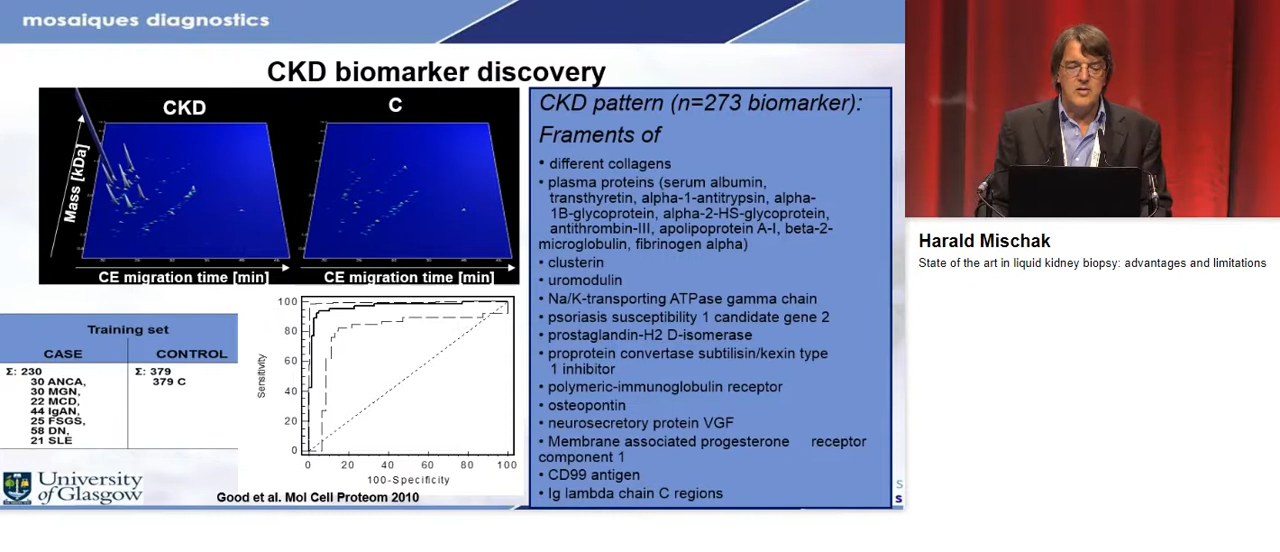 mosaiques diagnostics
CKD biomarker discovery
CKD
C
Mass [kDa]
CE migration time [min]
CE migration time [min]
CKD pattern (n=273 biomarker):
Framents of
• different collagens
• plasma proteins (serum albumin,
transthyretin, alpha-1-antitrypsin, alpha-
1B-glycoprotein, alpha-2-HS-glycoprotein,
antithrombin-III, apolipoprotein A-I, beta-2-
microglobulin, fibrinogen alpha)
• clusterin
• uromodulin
• Na/K-transporting ATPase gamma chain
• psoriasis susceptibility 1 candidate gene 2
• prostaglandin-H2 D-isomerase
• proprotein convertase subtilisin/kexin type
1 inhibitor
• polymeric-immunoglobulin receptor
• osteopontin
• neurosecretory protein VGF
• Membrane associated progesterone receptor
component 1
• CD99 antigen
• Ig lambda chain C regions
Training set
CASE CONTROL
Σ: 230 Σ: 379
30 ANCA, 379 C
30 MGN,
22 MCD,
44 IgAN,
25 FSGS,
58 DN,
21 SLE
Sensitivity
100
80
60
40
20
0
0 20 40 60 80 100
100-Specificity
University
of Glasgow
Good et al. Mol Cell Proteom 2010
s
s
Harald Mischak
State of the art in liquid kidney biopsy: advantages and limitations